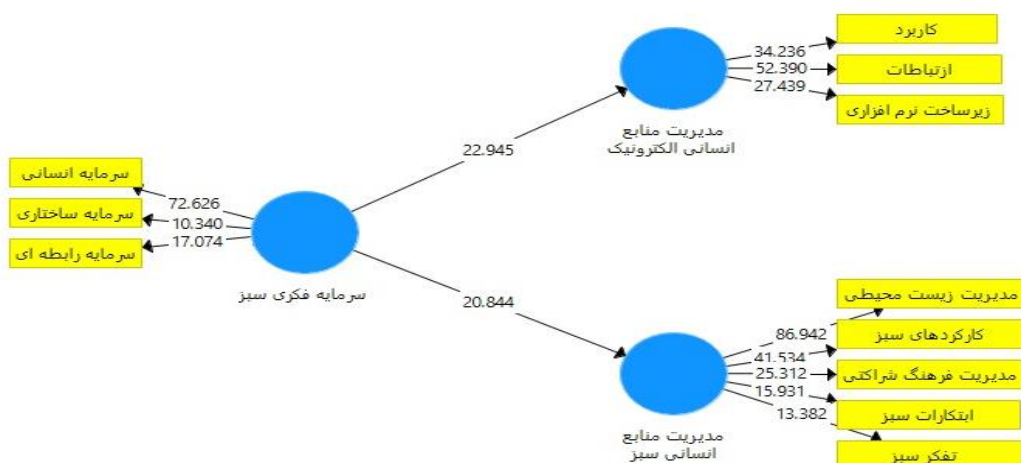 کاربرد
34.236
ازتباطات
52.390
زیرساخت نرم افزاری
27.439
مدیریت منابع
انسانی الکترونیک
22.945
سرمایه انسانی
72.626
سرمایه ساختاری
10.340
سرمایه رابطه ای
17.074
سرمایه فکری سبز
20.844
مدیریت زیست محیطی
86.942
کارکردهای سبز
41.534
مدیریت فرهنگ شراکتی
25.312
ابتکارات سبز
15.931
تفکر سبز
13.382
مدیریت منابع
انسانی سبز